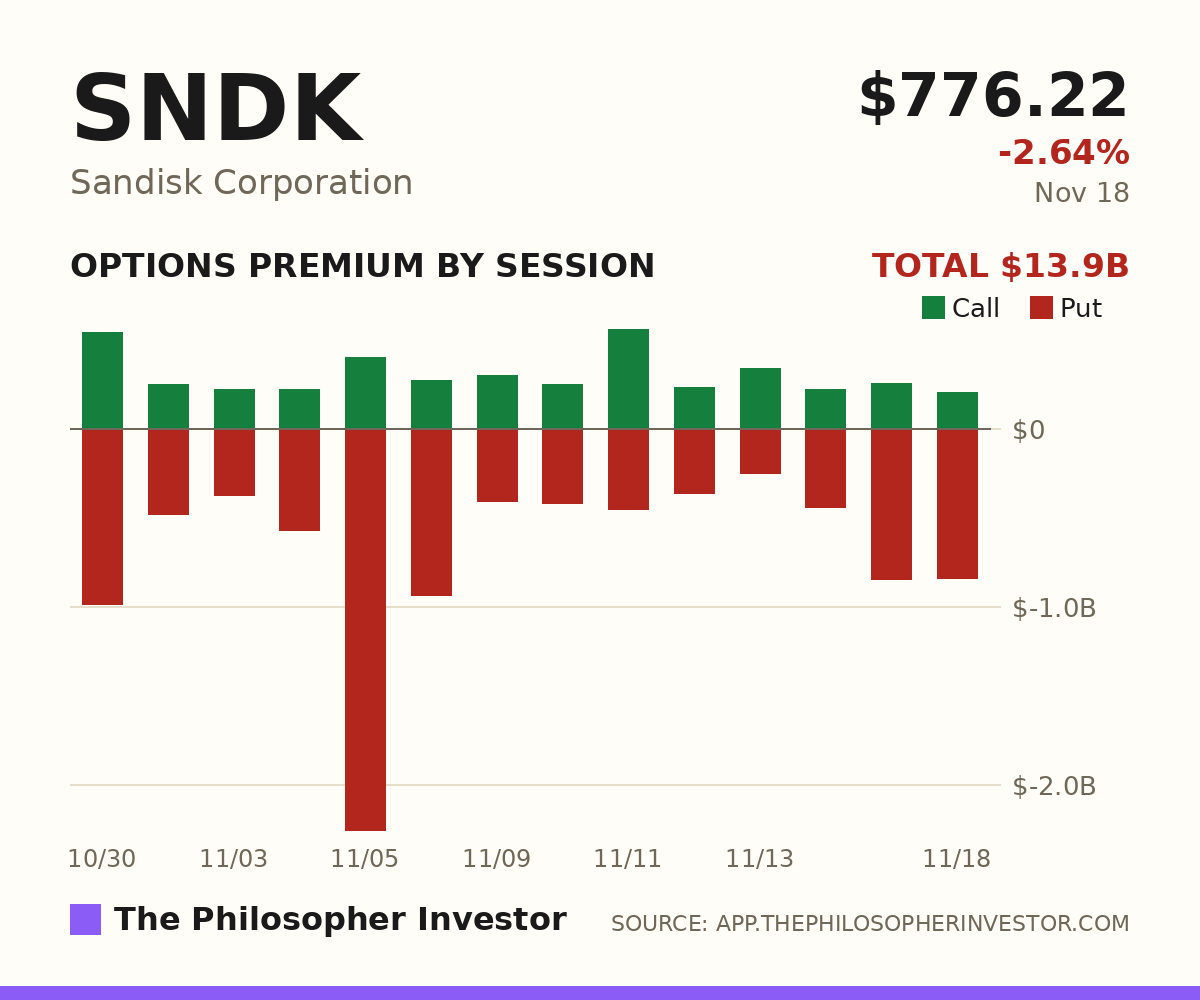 SNDK
$776.22
Sandisk Corporation
-2.64%
Nov 18
OPTIONS PREMIUM BY SESSION
TOTAL $13.9B
Call
Put
$0
$-1.0B
$-2.0B
10/30
11/03
11/05
11/09
11/11
11/13
11/18
The Philosopher Investor
SOURCE: APP.THEPHILOSOPHERINVESTOR.COM